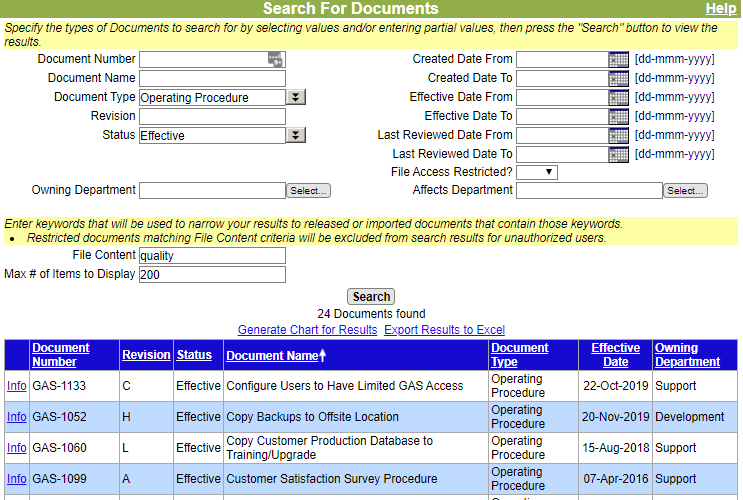 Search For Documents Help
Specify the types of Documents to search for by selecting values and/or entering partial values, then press the "Search" button to view the
results.
Document Number Created Date From [dd-mmm-yyyy]
Document Name Created Date To [dd-mmm-yyyy]
Document Type Operating Procedure Effective Date From [dd-mmm-yyyy]
Revision Effective Date To [dd-mmm-yyyy]
Status Effective Last Reviewed Date From [dd-mmm-yyyy]
Last Reviewed Date To [dd-mmm-yyyy]
File Access Restricted?
Owning Department Select... Affects Department Select...
Enter keywords that will be used to narrow your results to released or imported documents that contain those keywords.
• Restricted documents matching File Content criteria will be excluded from search results for unauthorized users.
File Content quality
Max # of Items to Display 200
Search
24 Documents found
Generate Chart for Results Export Results to Excel
Document Number Revision Status Document Name Document Type Effective Date Owning Department
Info GAS-1133 C Effective Configure Users to Have Limited GAS Access Operating Procedure 22-Oct-2019 Support
Info GAS-1052 H Effective Copy Backups to Offsite Location Operating Procedure 20-Nov-2019 Development
Info GAS-1060 L Effective Copy Customer Production Database to Training/Upgrade Operating Procedure 15-Aug-2018 Support
Info GAS-1099 A Effective Customer Satisfaction Survey Procedure Operating Procedure 07-Apr-2016 Support